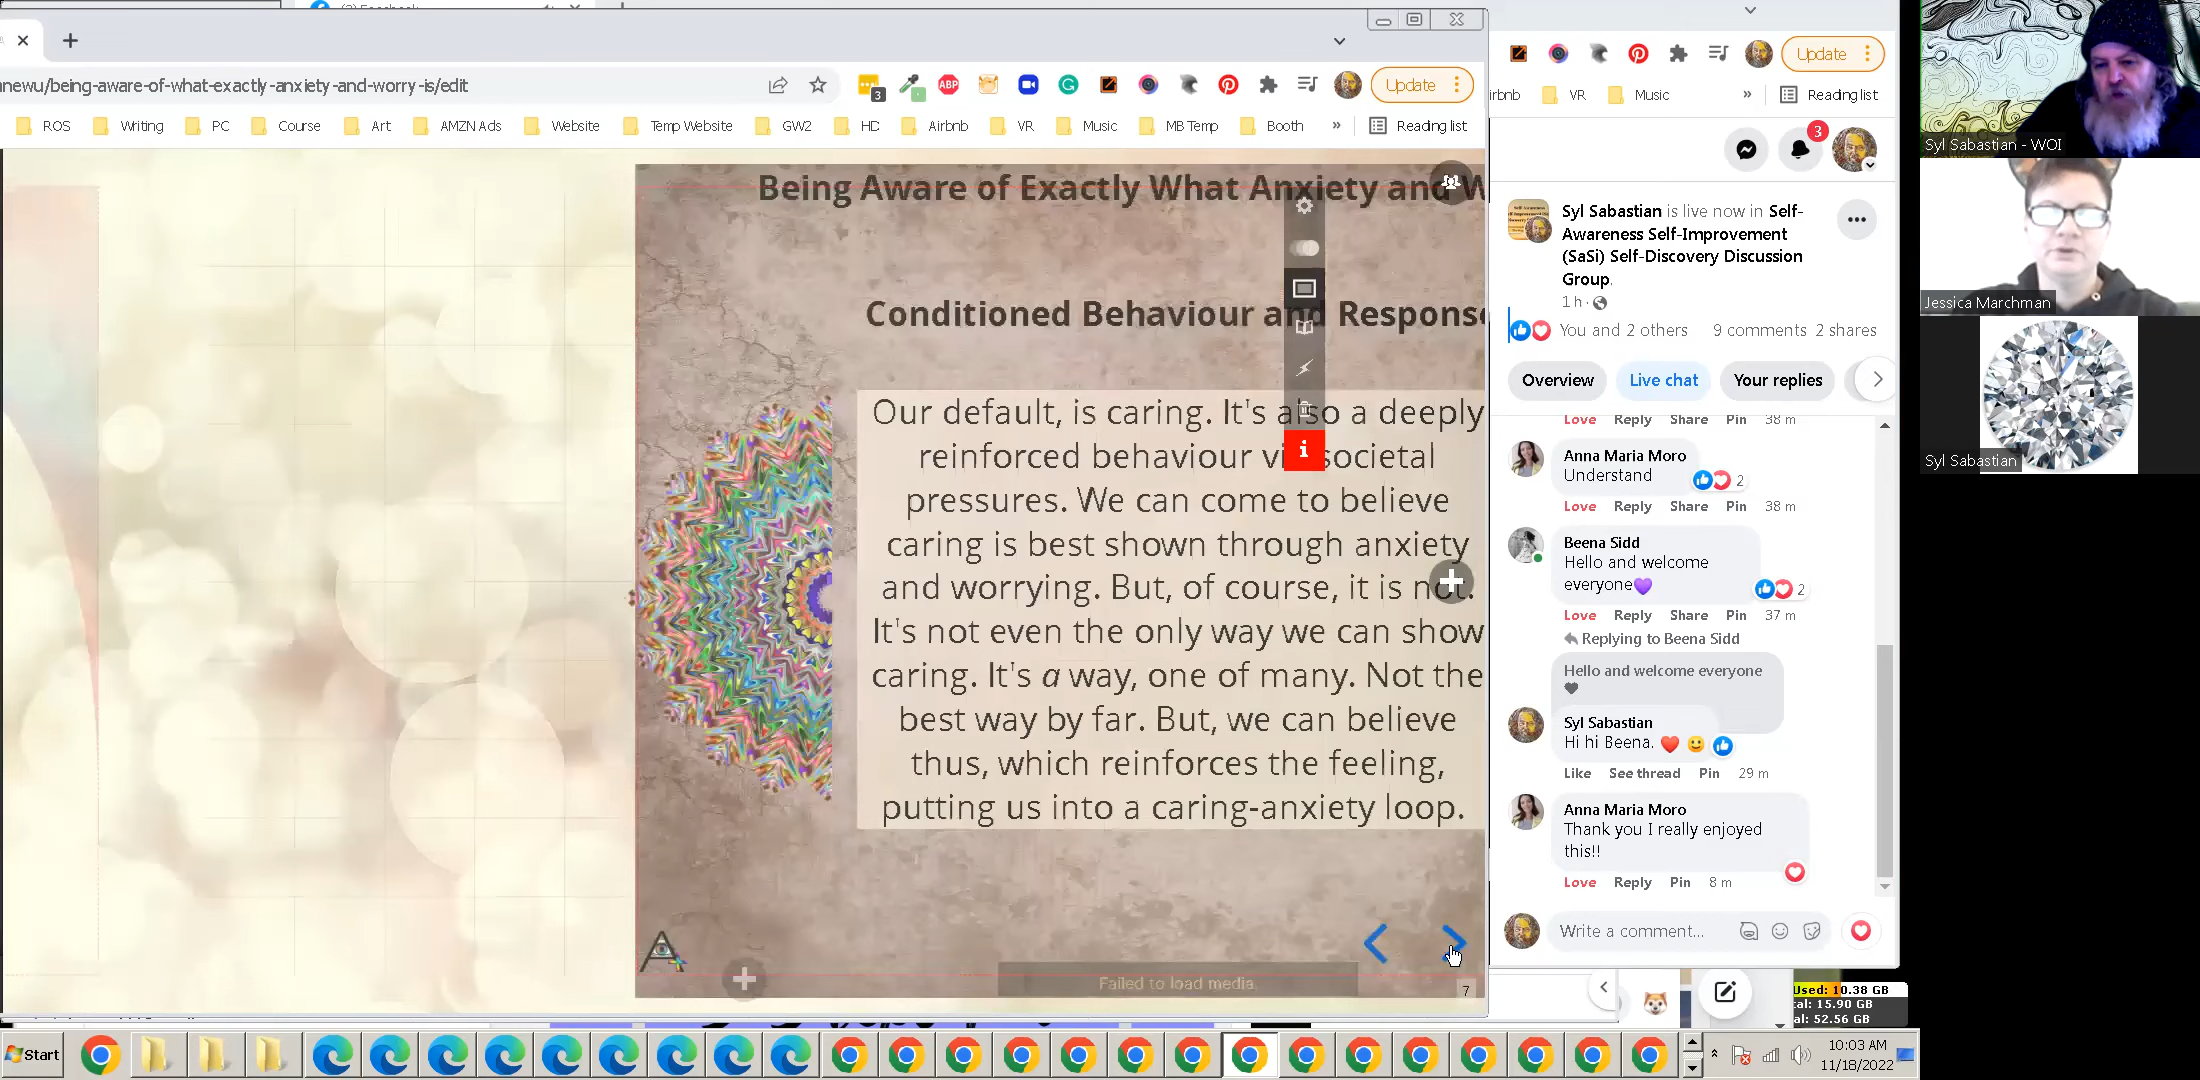 newu/being-aware-of-what-exactly-anxiety-and-worry-is/edit
3
ABP
Update
ROS
Writing
PC
Course
Art
AMZN Ads
Website
Temp Website
GW2
HD
Airbnb
VR
Music
MB Temp
Booth
»
Reading list
Being Aware of Exactly What Anxiety and W
Conditioned Behaviour and Response
Our default, is caring. It's also a deeply
reinforced behaviour vi societal
pressures. We can come to believe
caring is best shown through anxiety
and worrying. But, of course, it is not.
It's not even the only way we can show
caring. It's a way, one of many. Not the
best way by far. But, we can believe
thus, which reinforces the feeling,
putting us into a caring-anxiety loop.
Failed to load media.
7
Update
irbnb
VR
Music
»
Reading list
3
Syl Sabastian is live now in Self-
Awareness Self-Improvement
(SaSi) Self-Discovery Discussion
Group.
1 h ·
You and 2 others 9 comments 2 shares
Overview
Live chat
Your replies
Love Reply Share Pin 38 m
Anna Maria Moro
Understand
2
Love Reply Share Pin 38 m
Beena Sidd
Hello and welcome
everyone💜
2
Love Reply Share Pin 37 m
Replying to Beena Sidd
Hello and welcome everyone
Syl Sabastian
Hi hi Beena. ❤️ 🙂
Like See thread Pin 29 m
Anna Maria Moro
Thank you I really enjoyed
this!!
Love Reply Pin 8 m
Write a comment...
Used: 10.38 GB
al: 15.90 GB
al: 52.56 GB
Syl Sabastian - WOI
Jessica Marchman
Syl Sabastian
Start
10:03 AM
11/18/2022